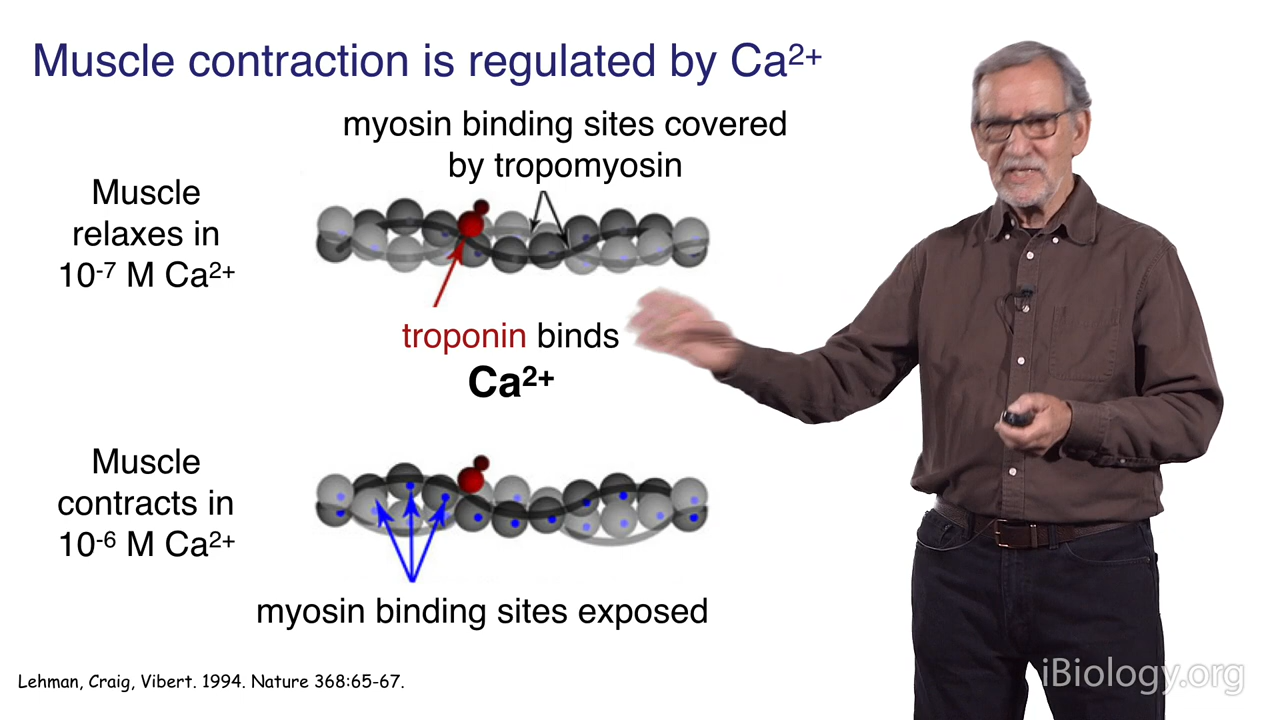 Muscle contraction is regulated by Ca²⁺
myosin binding sites covered
by tropomyosin
Muscle
relaxes in
10⁻⁷ M Ca²⁺
troponin binds
Ca²⁺
Muscle
contracts in
10⁻⁶ M Ca²⁺
myosin binding sites exposed
Lehman, Craig, Vibert. 1994. Nature 368:65-67.
iBiology.org